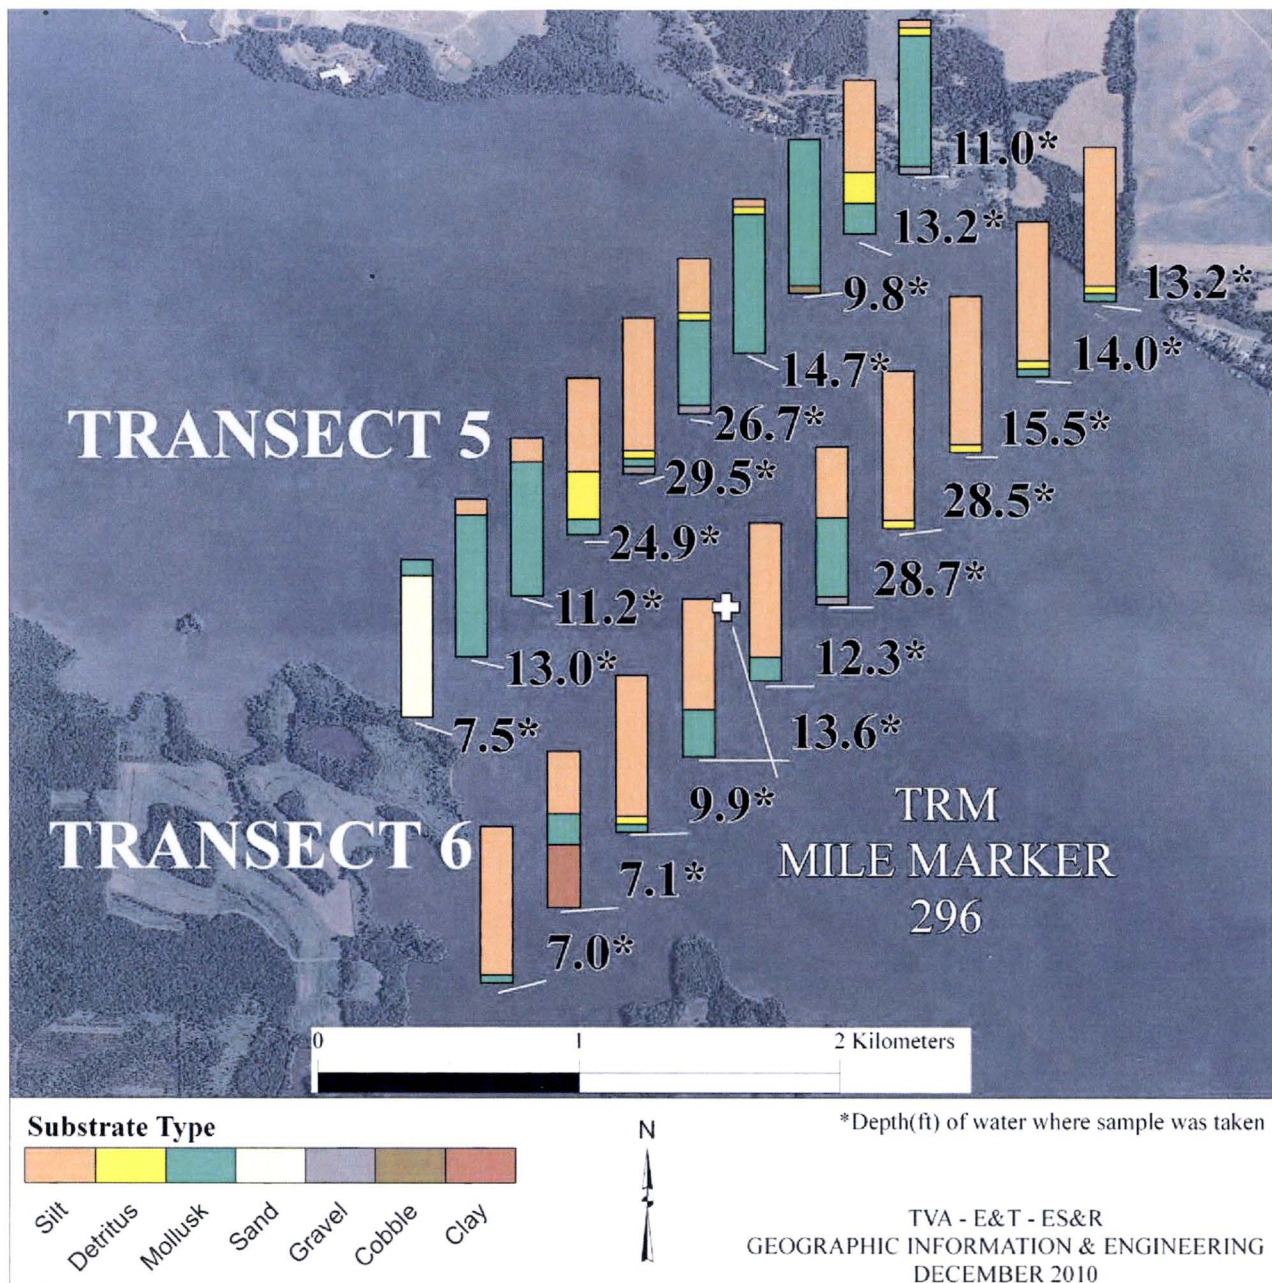 11.0*
13.2*
9.8*
13.2*
14.0*
14.7*
15.5*
26.7*
TRANSECT 5
29.5*
28.5*
24.9*
28.7*
11.2*
13.0*
12.3*
7.5*
13.6*
9.9*
TRM
MILE MARKER
296
TRANSECT 6
7.1*
7.0*
0 1 2 Kilometers
Substrate Type
*Depth(ft) of water where sample was taken
N
Silt
Detritus
Mollusk
Sand
Gravel
Cobble
Clay
TVA - E&T - ES&R
GEOGRAPHIC INFORMATION & ENGINEERING
DECEMBER 2010